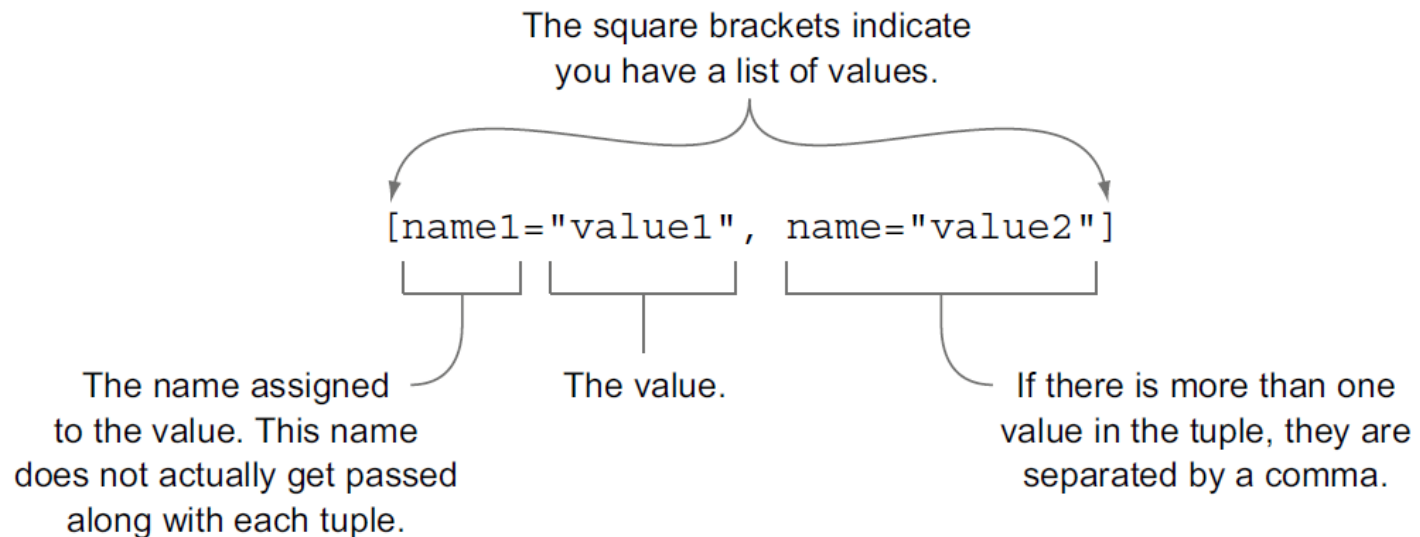 The square brackets indicate
you have a list of values.
[name1="value1", name="value2"]
The name assigned
to the value. This name
does not actually get passed
along with each tuple.
The value.
If there is more than one
value in the tuple, they are
separated by a comma.